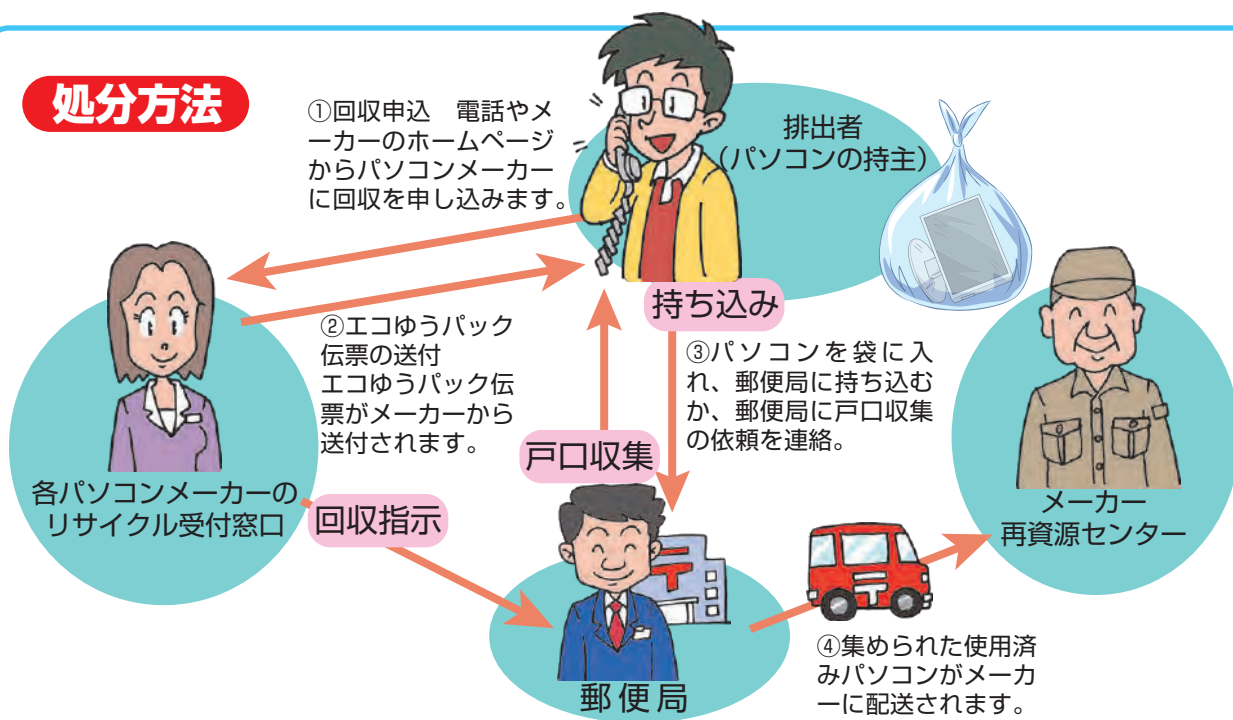 処分方法
①回収申込　電話やメ
ーカーのホームページ
からパソコンメーカー
に回収を申し込みます。
排出者
（パソコンの持主）
②エコゆうパック
伝票の送付
エコゆうパック伝
票がメーカーから
送付されます。
持ち込み
③パソコンを袋に入
れ、郵便局に持ち込む
か、郵便局に戸口収集
の依頼を連絡。
戸口収集
各パソコンメーカーの
リサイクル受付窓口
回収指示
メーカー
再資源センター
郵便局
④集められた使用済
みパソコンがメーカ
ーに配送されます。